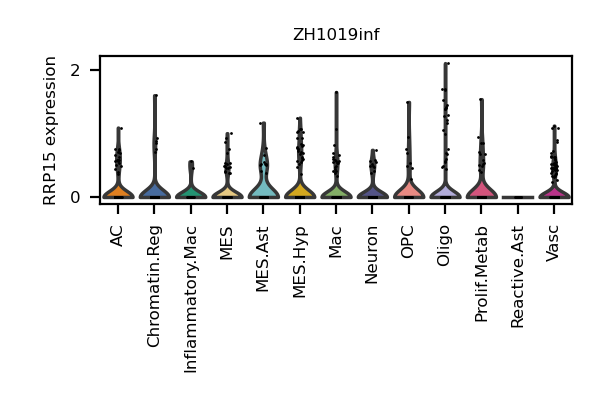 ZH1019inf
RRP15 expression
2
0
AC
Chromatin.Reg
Inflammatory.Mac
MES
MES.Ast
MES.Hyp
Mac
Neuron
OPC
Oligo
Prolif.Metab
Reactive.Ast
Vasc